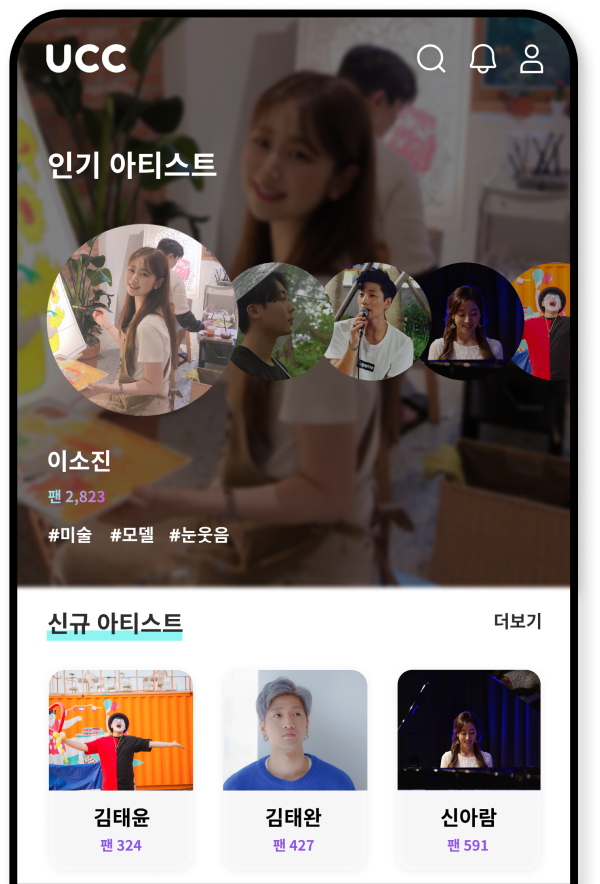 UCC
인기 아티스트
이소진
팬 2,823
#미술 #모델 #눈웃음
신규 아티스트
더보기
김태윤
김태완
신아람
팬 324
팬 427
팬 591